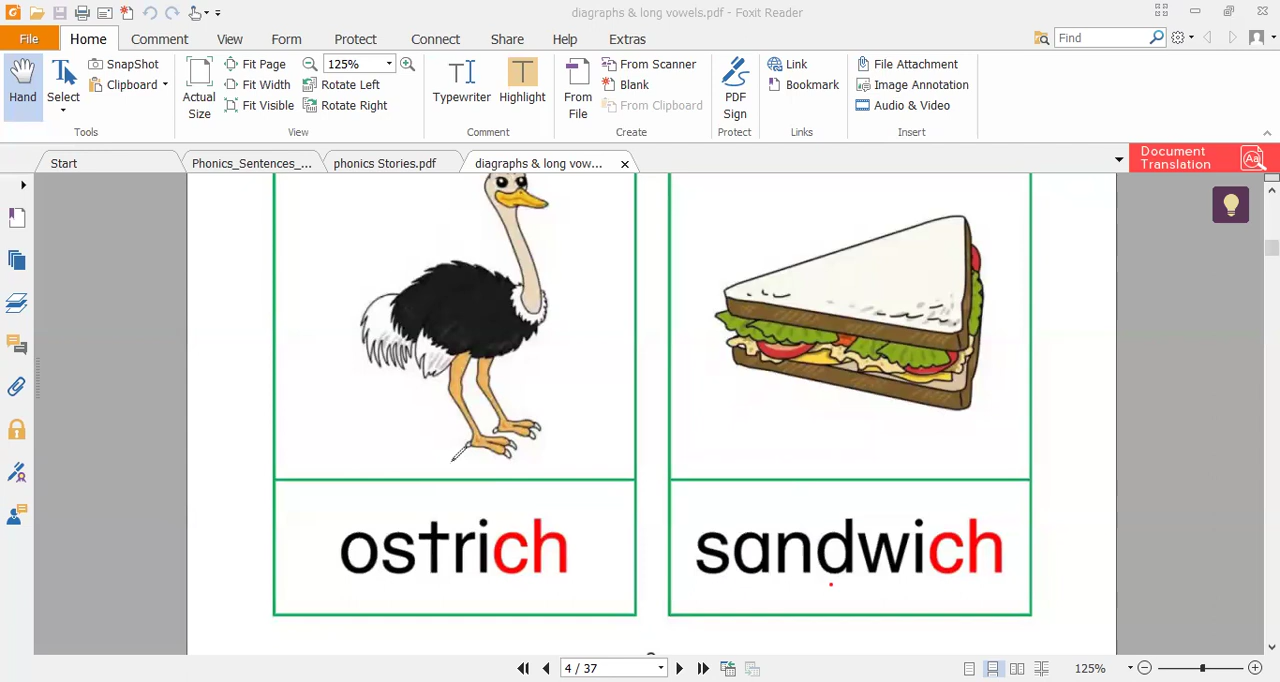 diagraphs & long vowels.pdf - Foxit Reader
File Home Comment View Form Protect Connect Share Help Extras Find
SnapShot Fit Page 125% From Scanner Link File Attachment
Clipboard Fit Width Rotate Left Blank Bookmark Image Annotation
Hand Select Actual Size Fit Visible Rotate Right Typewriter Highlight From File From Clipboard PDF Sign Audio & Video
Tools View Comment Create Protect Links Insert
Start Phonics_Sentences_... phonics Stories.pdf diagraphs & long vow... Document Translation
ostrich sandwich
4 / 37 125%